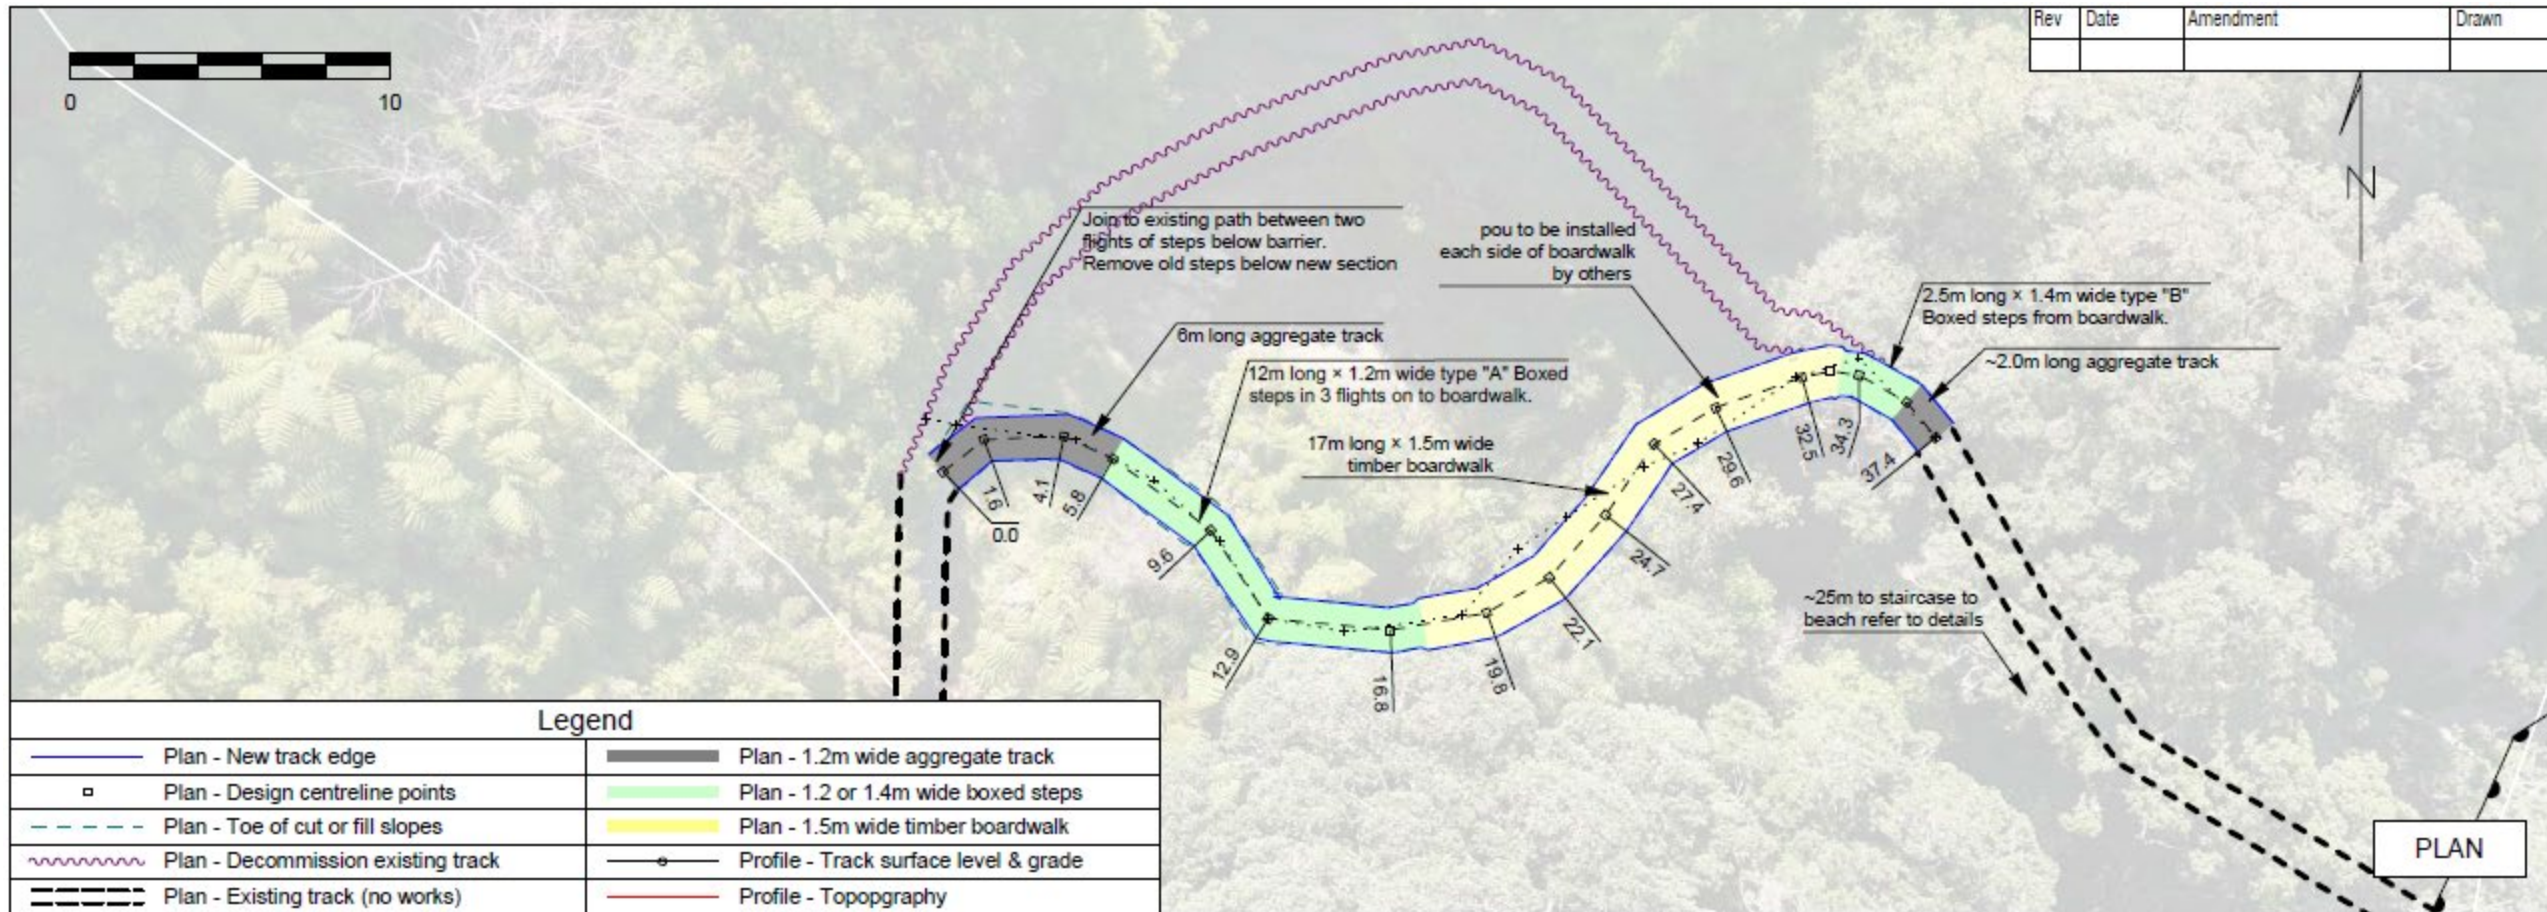 Rev Date Amendment Drawn
0 10
N
Join to existing path between two
flights of steps below barrier.
Remove old steps below new section
pou to be installed
each side of boardwalk
by others
2.5m long × 1.4m wide type "B"
Boxed steps from boardwalk.
6m long aggregate track
~2.0m long aggregate track
12m long × 1.2m wide type "A" Boxed
steps in 3 flights on to boardwalk.
17m long × 1.5m wide
timber boardwalk
0.0
1.6
4.1
5.8
9.6
12.9
16.8
19.8
22.1
24.7
27.4
29.6
32.5
34.3
37.4
~25m to staircase to
beach refer to details
Legend
Plan - New track edge
Plan - 1.2m wide aggregate track
Plan - Design centreline points
Plan - 1.2 or 1.4m wide boxed steps
Plan - Toe of cut or fill slopes
Plan - 1.5m wide timber boardwalk
Plan - Decommission existing track
Profile - Track surface level & grade
Plan - Existing track (no works)
Profile - Topopgraphy
PLAN